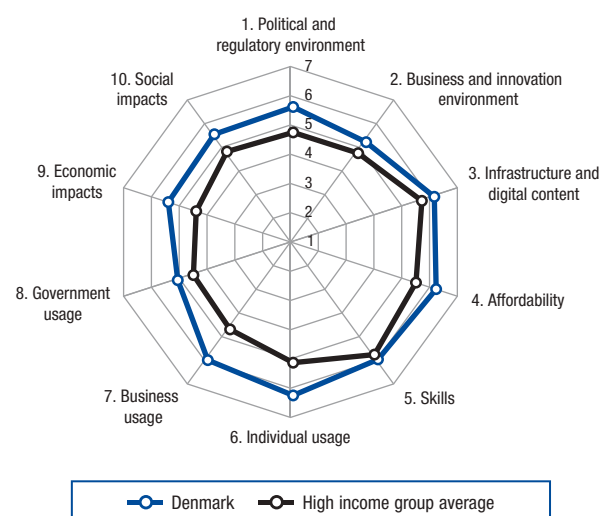 1. Political and
regulatory environment
2. Business and innovation
environment
3. Infrastructure and
digital content
4. Affordability
5. Skills
6. Individual usage
7. Business
usage
8. Government
usage
9. Economic
impacts
10. Social
impacts
7
6
5
4
3
2
1
Denmark
High income group average